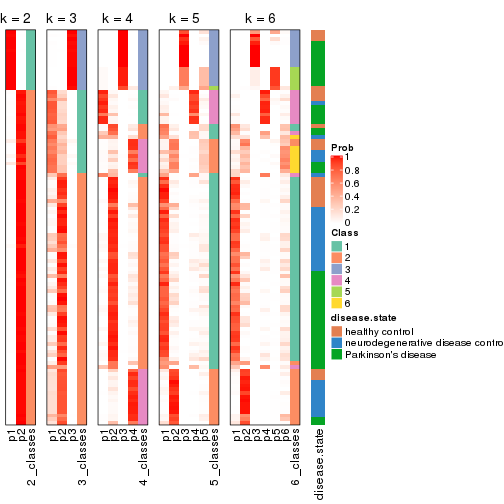 k = 2 k = 3 k = 4 k = 5 k = 6
Prob
1
0.8
0.6
0.4
0.2
0
Class
1
2
3
4
5
6
disease.state
healthy control
neurodegenerative disease contro
Parkinson's disease
p1
p2
2_classes
p1
p2
p3
3_classes
p1
p2
p3
p4
4_classes
p1
p2
p3
p4
p5
5_classes
p1
p2
p3
p4
p5
p6
6_classes
disease.state